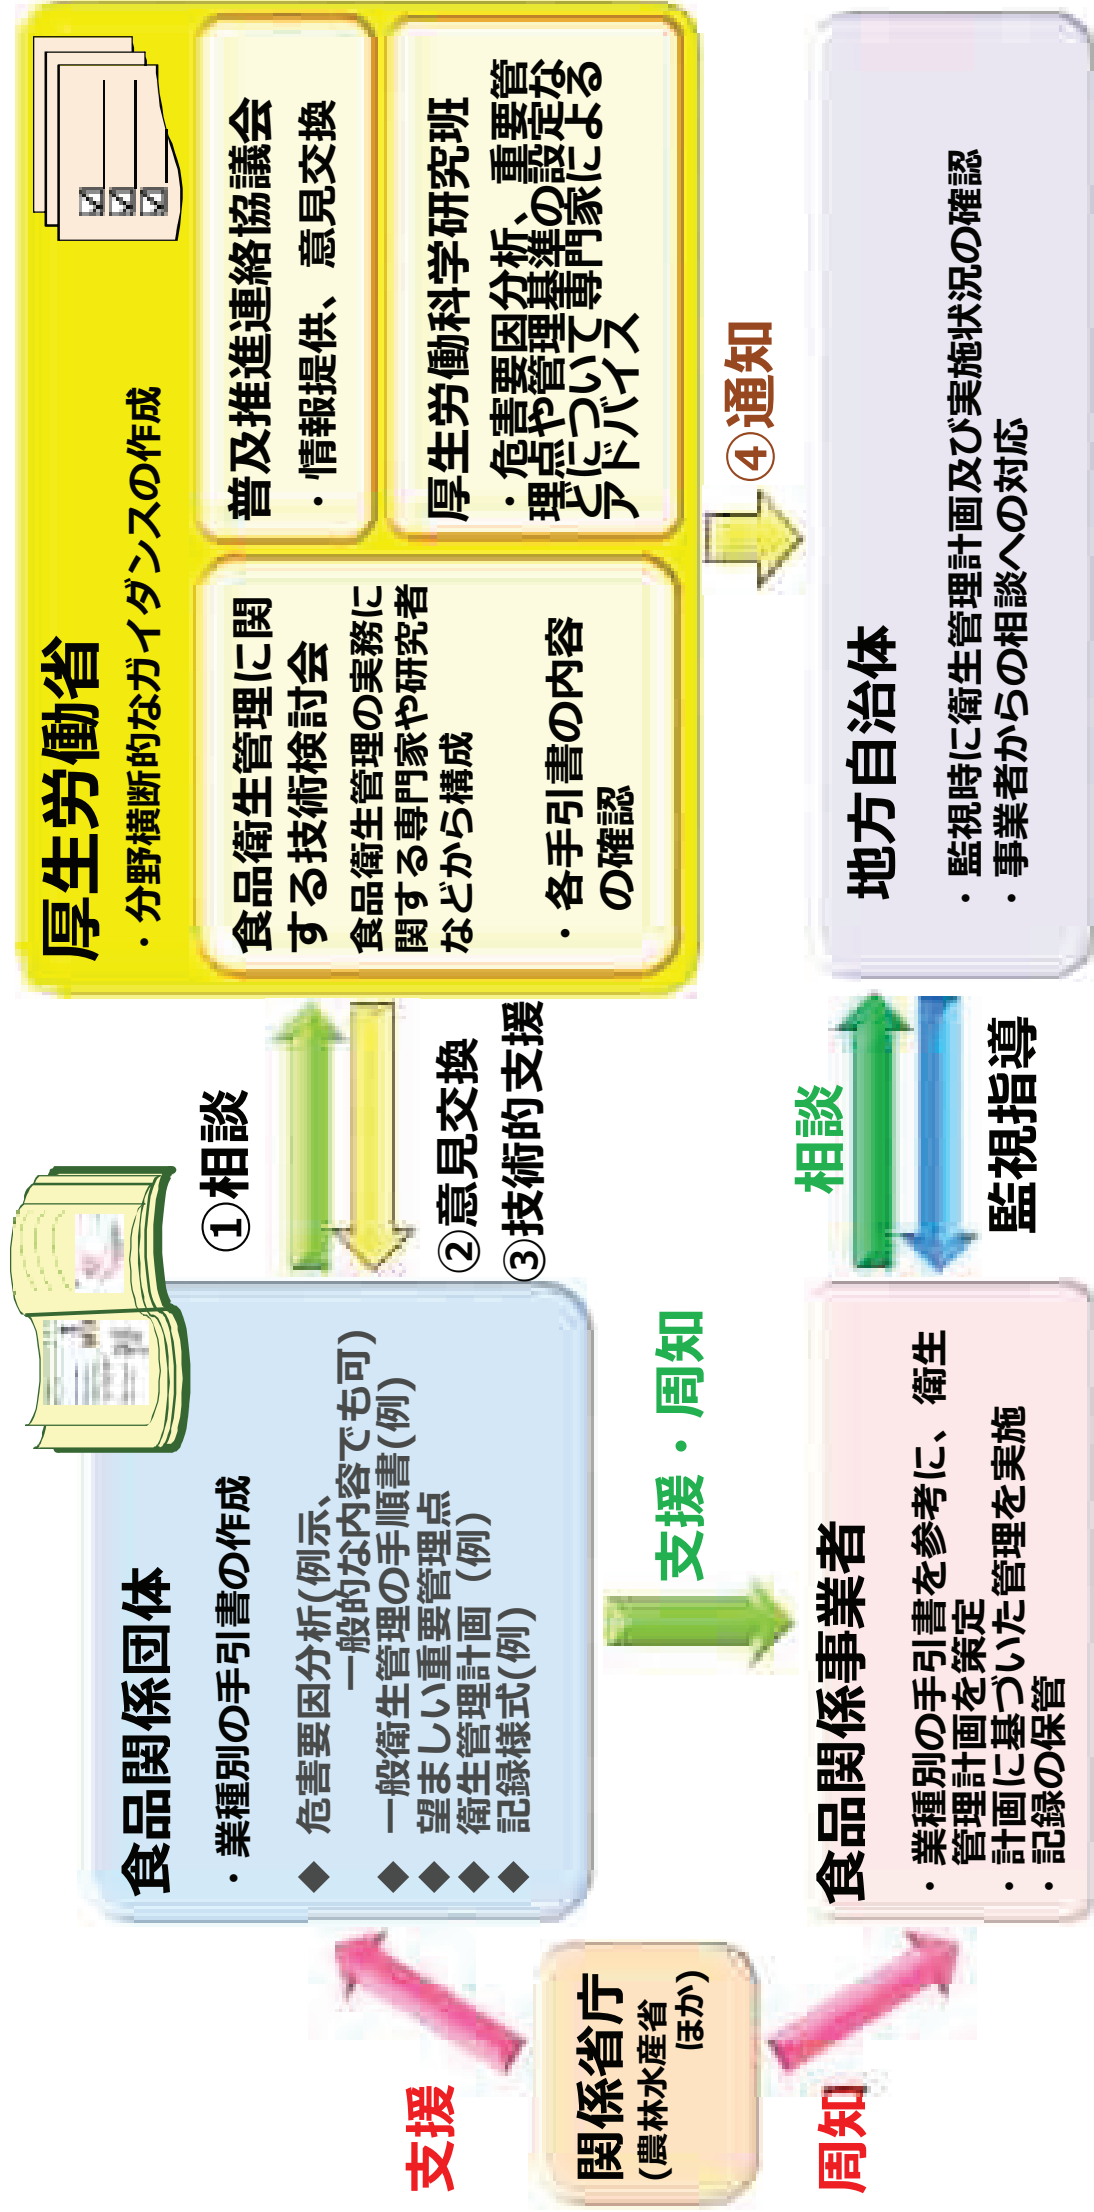 厚生労働省
・分野横断的なガイダンスの作成
食品衛生管理に関
する技術検討会
食品衛生管理の実務に
関する専門家や研究者
などから構成
・各手引書の内容
の確認
普及推進連絡協議会
・情報提供、意見交換
厚生労働科学研究班
・危害要因分析、重要管
理点や管理基準の設定な
どについて専門家による
アドバイス
食品関係団体
・業種別の手引書の作成
◆ 危害要因分析(例示、
一般的な内容でも可)
◆ 一般衛生管理の手順書(例)
◆ 望ましい重要管理点
◆ 衛生管理計画 (例)
◆ 記録様式(例)
①相談
②意見交換
③技術的支援
④通知
支援
関係省庁
(農林水産省
ほか)
周知
支援・周知
食品関係事業者
・業種別の手引書を参考に、衛生
管理計画を策定
・計画に基づいた管理を実施
・記録の保管
相談
監視指導
地方自治体
・監視時に衛生管理計画及び実施状況の確認
・事業者からの相談への対応